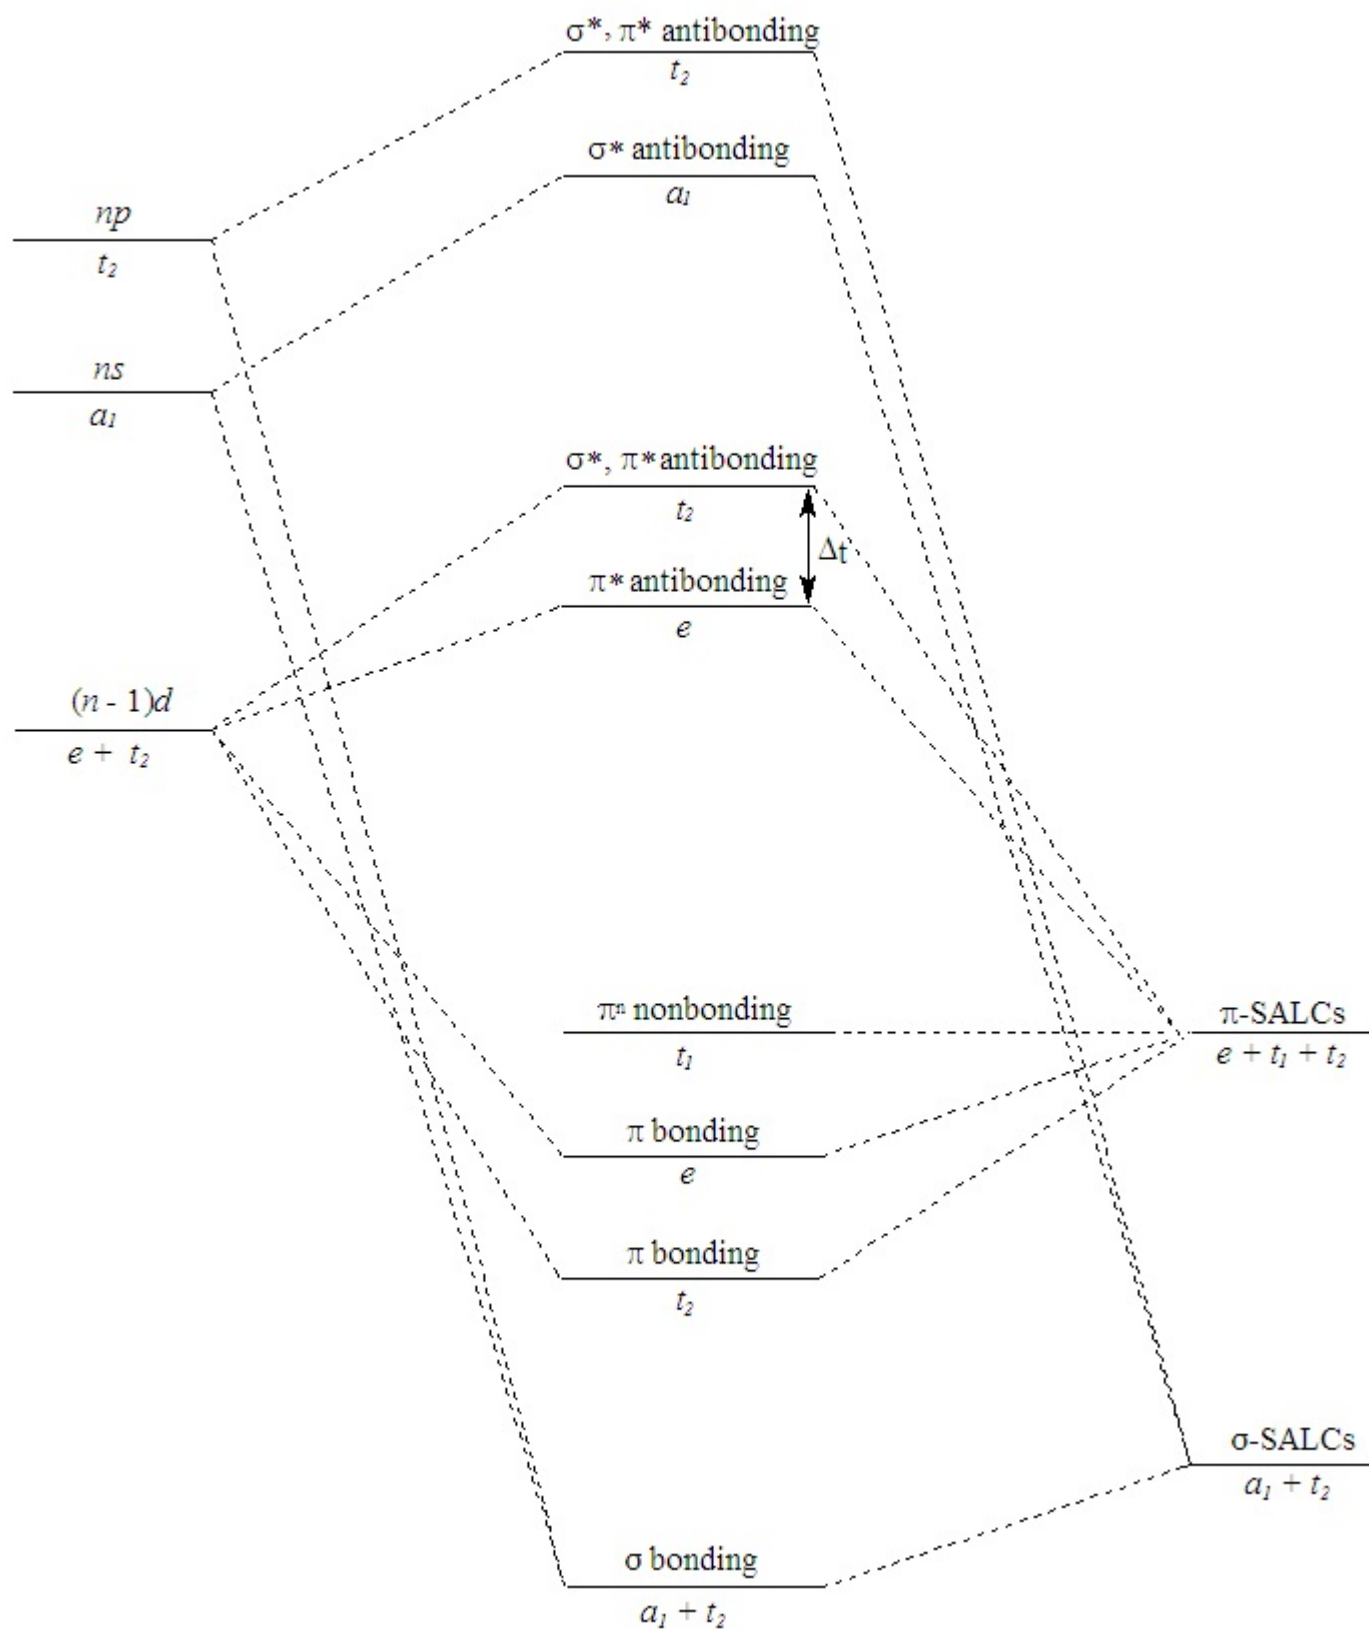 σ*, π* antibonding
t₂
σ* antibonding
a₁
np
t₂
ns
a₁
σ*, π* antibonding
t₂
Δt
π* antibonding
e
(n - 1)d
e + t₂
πⁿ nonbonding
t₁
π-SALCs
e + t₁ + t₂
π bonding
e
π bonding
t₂
σ-SALCs
a₁ + t₂
σ bonding
a₁ + t₂